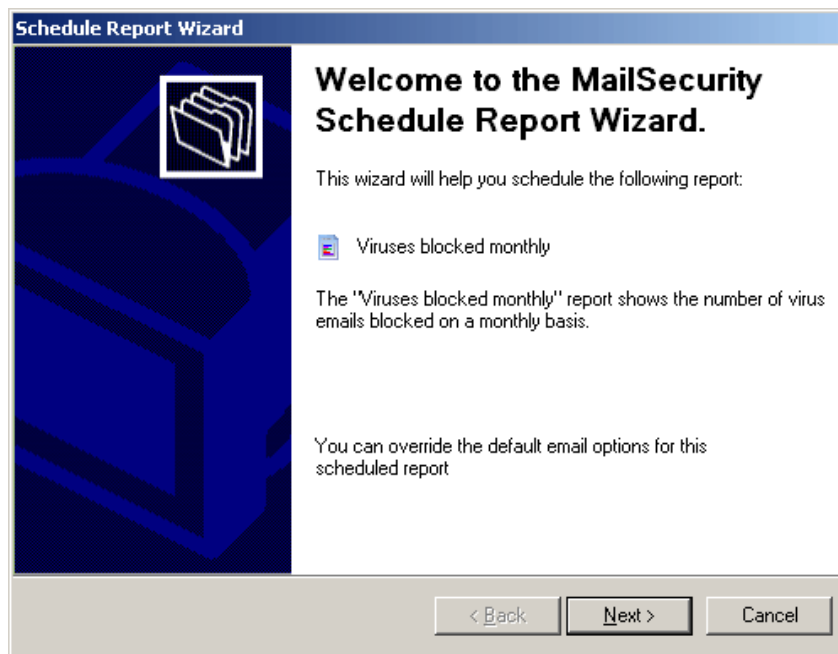 Schedule Report Wizard
Welcome to the MailSecurity
Schedule Report Wizard.
This wizard will help you schedule the following report:
Viruses blocked monthly
The "Viruses blocked monthly" report shows the number of virus
emails blocked on a monthly basis.
You can override the default email options for this
scheduled report
< Back
Next >
Cancel